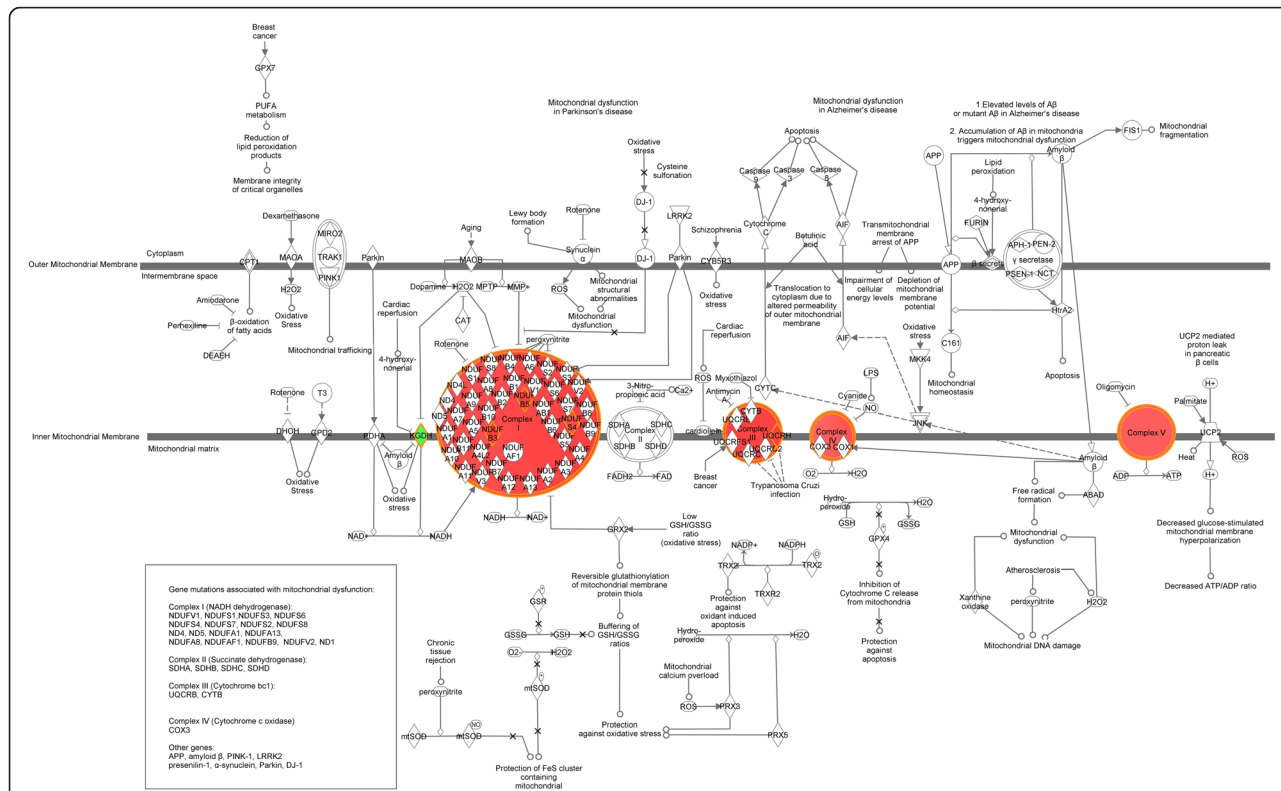 Breast
cancer
GPX7
PUFA
metabolism
Reduction of
lipid peroxidation
products
Membrane integrity
of critical organelles
Mitochondrial dysfunction
in Parkinson's disease
Mitochondrial dysfunction
in Alzheimer's disease
1.Elevated levels of Aβ
or mutant Aβ in Alzheimer's disease
2. Accumulation of Aβ in mitochondria
triggers mitochondrial dysfunction
FIS1
Mitochondrial
fragmentation
Oxidative
stress
Cysteine
sulfonation
DJ-1
Apoptosis
Caspase
9
Caspase
3
Caspase
8
APP
Amyloid
β
Lipid
peroxidation
4-hydroxy-
nonenal
FURIN
Dexamethasone
Lewy body
formation
Rotenone
LRRK2
Schizophrenia
Cytochrome
C
Betulinic
acid
AIF
Transmitochondrial
membrane
arrest of APP
APH-1
PEN-2
γ secretase
PSEN-1
NCT
Cytoplasm
Outer Mitochondrial Membrane
Intermembrane space
CPT1
MAOA
MIRO2
TRAK1
PINK1
Parkin
Aging
MAOB
Synuclein
α
DJ-1
Parkin
CYB5R3
APP
HtrA2
H2O2
Oxidative
Sress
Amiodarone
Perhexiline
DEAEH
β-oxidation
of fatty acids
Mitochondrial trafficking
Cardiac
reperfusion
4-hydroxy-
nonenal
Dopamine
H2O2
MPTP
MMP+
CAT
ROS
Mitochondrial
structural
abnormalities
Mitochondrial
dysfunction
Oxidative
stress
Translocation to
cytoplasm due to
altered permeability
of outer mitochondrial
membrane
Impairment of
cellular
energy levels
Depletion of
mitochondrial
membrane
potential
AIF
Oxidative
stress
MKK4
C161
Mitochondrial
homeostasis
Apoptosis
UCP2 mediated
proton leak
in pancreatic
β cells
H+
Palmitate
UCP2
Heat
ROS
H+
Decreased glucose-stimulated
mitochondrial membrane
hyperpolarization
Decreased ATP/ADP ratio
Rotenone
peroxynitrite
Cardiac
reperfusion
ROS
Ca2+
3-Nitro-
propionic acid
Antimycin
A
Myxothiazol
CYTC
LPS
Cyanide
NO
JNK
Oligomycin
Inner Mitochondrial Membrane
Mitochondrial matrix
Rotenone
T3
DHOH
GPD2
Oxidative
Stress
PDHA
KGDH
Amyloid
β
Oxidative
stress
NAD+
NADH
Complex
I
NDUF
AF1
NADH
NAD+
SDHA
SDHC
Complex
II
SDHB
SDHD
FADH2
FAD
cardiolipin
CYTB
Complex
III
UQCRH
Breast
cancer
Trypanosoma Cruzi
infection
Complex
IV
COX3
COX1
O2
H2O
Amyloid
β
ABAD
Complex V
ADP
ATP
Free radical
formation
Mitochondrial
dysfunction
Atherosclerosis
Xanthine
oxidase
peroxynitrite
H2O2
Mitochondrial DNA damage
GRX2
Low
GSH/GSSG
ratio
(oxidative stress)
Reversible glutathionylation
of mitochondrial membrane
protein thiols
Buffering of
GSH/GSSG
ratios
Protection
against oxidative stress
Hydro-
peroxide
H2O
GSH
GSSG
GPX4
Inhibition of
Cytochrome C release
from mitochondria
Protection
against
apoptosis
NADP+
NADPH
TRX2
TRX2
TRXR2
Protection
against
oxidant induced
apoptosis
Hydro-
peroxide
H2O
Mitochondrial
calcium overload
ROS
PRX3
PRX5
GSR
GSSG
GSH
O2-
H2O2
mtSOD
Chronic
tissue
rejection
peroxynitrite
mtSOD
mtSOD
NO
Protection of FeS cluster
containing
mitochondrial
Gene mutations associated with mitochondrial dysfunction:
Complex I (NADH dehydrogenase):
NDUFV1, NDUFS1,NDUFS3, NDUFS6
NDUFS4, NDUFS7, NDUFS2, NDUFS8
ND4, ND5, NDUFA1, NDUFA13,
NDUFA8, NDUFAF1, NDUFB9, NDUFV2, ND1
Complex II (Succinate dehydrogenase):
SDHA, SDHB, SDHC, SDHD
Complex III (Cytochrome bc1):
UQCRB, CYTB
Complex IV (Cytochrome c oxidase)
COX3
Other genes:
APP, amyloid β, PINK-1, LRRK2
presenilin-1, α-synuclein, Parkin, DJ-1